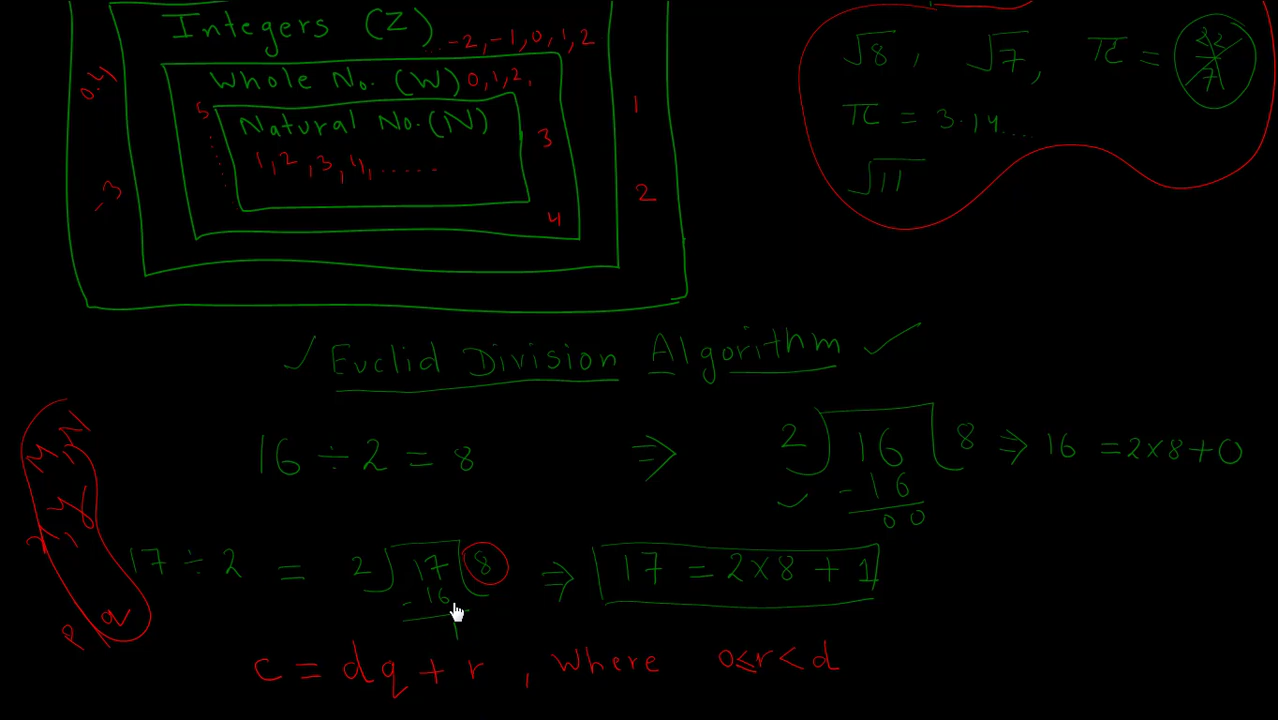 Integers (Z)
... -2, -1, 0, 1, 2
Whole No. (W) 0, 1, 2,
Natural No. (N)
1, 2, 3, 4, ......
0.4
-3
5
3
4
1
2
√8, √7, π = 22/7
π = 3.14....
√11
✓ Euclid Division Algorithm ✓
16 ÷ 2 = 8 ⇒ 2) 16 (8 ⇒ 16 = 2×8+0
✓ -16
00
17 ÷ 2 = 2) 17 (8 ⇒ 17 = 2×8 + 1
-16
1
c = dq + r , where 0≤r<d